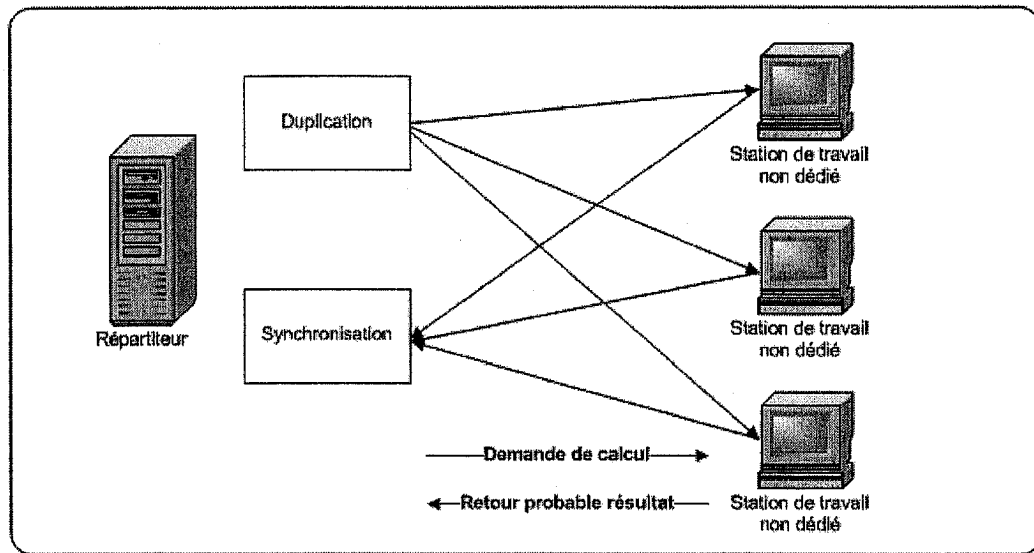 Duplication
Station de travail
non dédié
Répartiteur
Synchronisation
Station de travail
non dédié
Demande de calcul
Retour probable résultat
Station de travail
non dédié